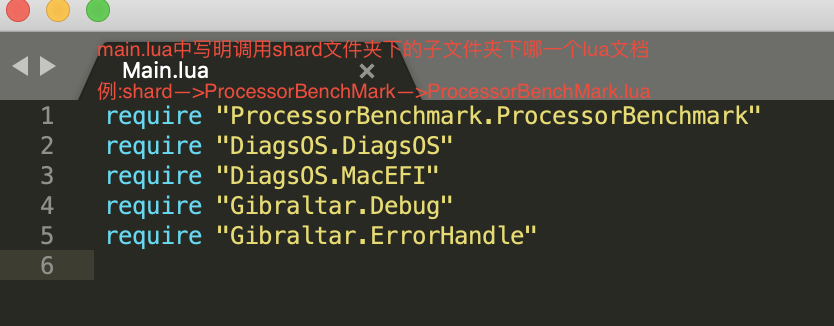 main.lua中写明调用shard文件夹下的子文件夹下哪一个lua文档
Main.lua
例:shard—>ProcessorBenchMark—>ProcessorBenchMark.lua
1 require "ProcessorBenchmark.ProcessorBenchmark"
2 require "DiagsOS.DiagsOS"
3 require "DiagsOS.MacEFI"
4 require "Gibraltar.Debug"
5 require "Gibraltar.ErrorHandle"
6